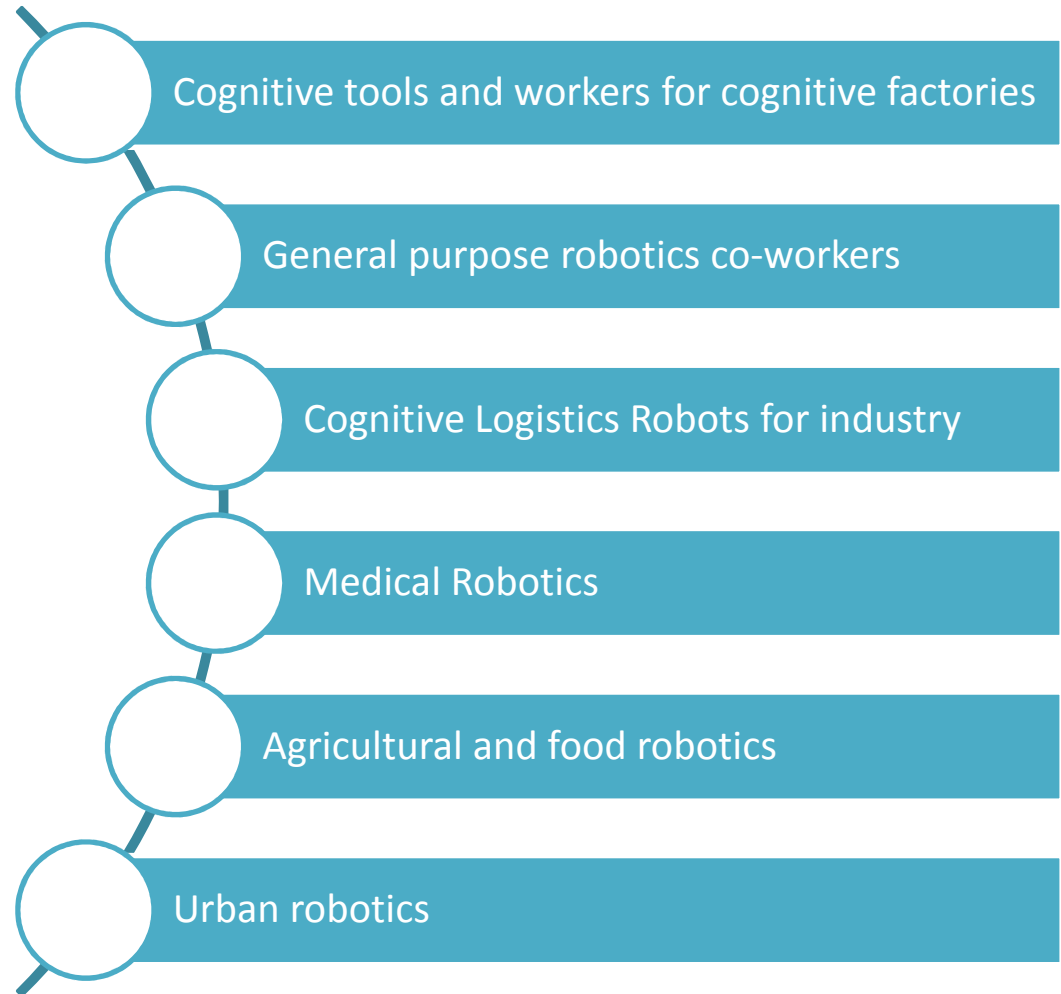 Cognitive tools and workers for cognitive factories
General purpose robotics co-workers
Cognitive Logistics Robots for industry
Medical Robotics
Agricultural and food robotics
Urban robotics